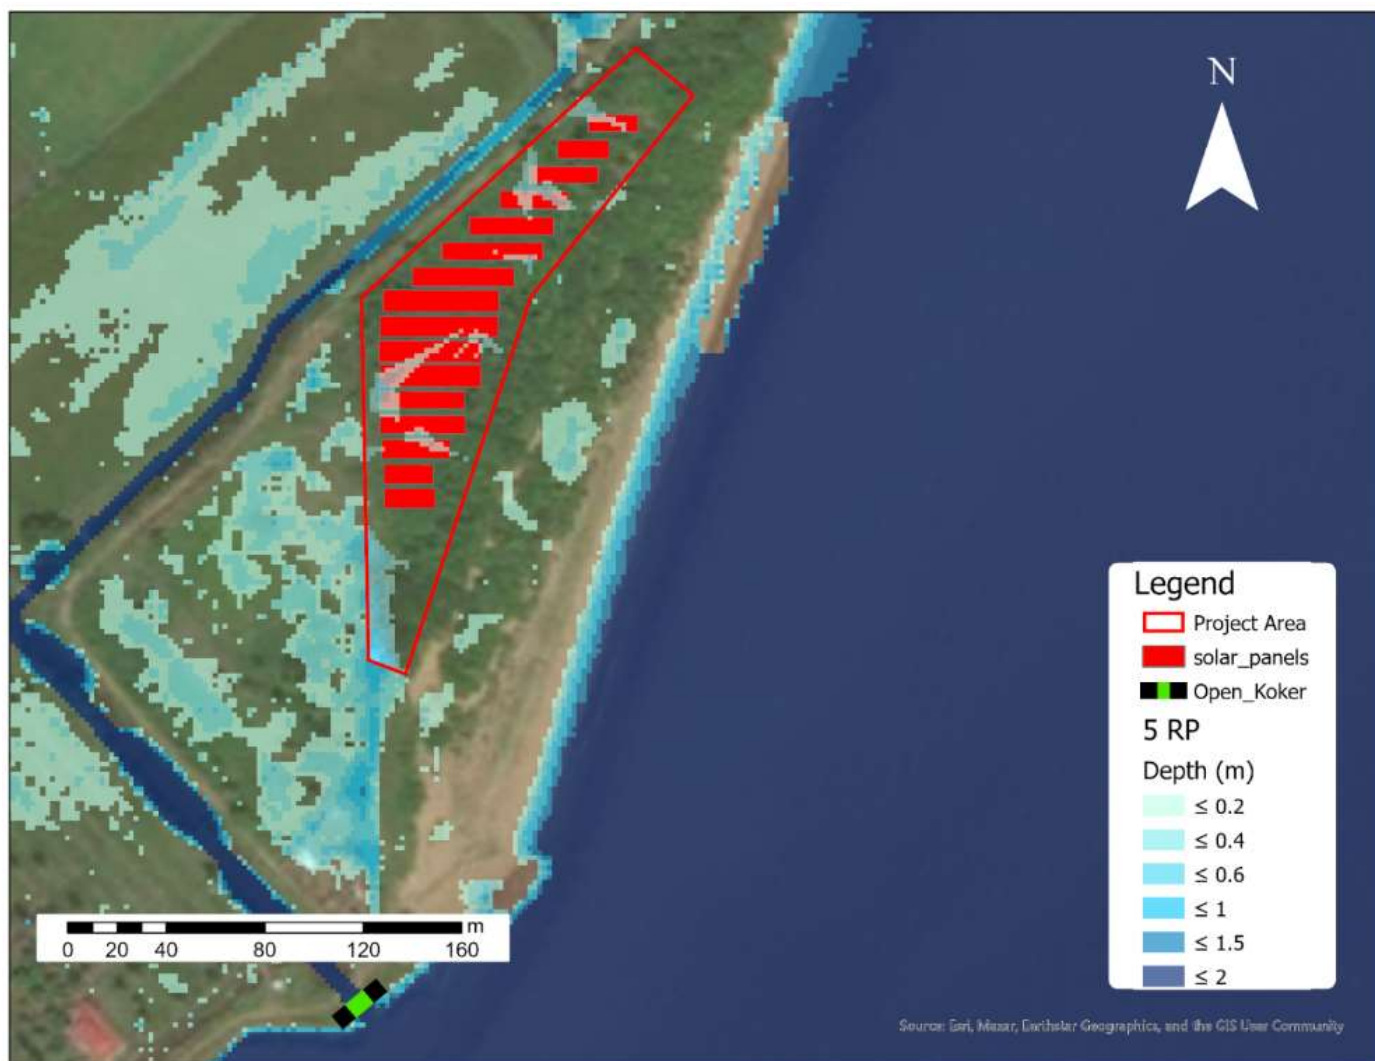 N
Legend
Project Area
solar_panels
Open_Koker
5 RP
Depth (m)
≤ 0.2
≤ 0.4
≤ 0.6
≤ 1
≤ 1.5
≤ 2
m
0 20 40 80 120 160
Source: Esri, Maxar, Earthstar Geographics, and the GIS User Community